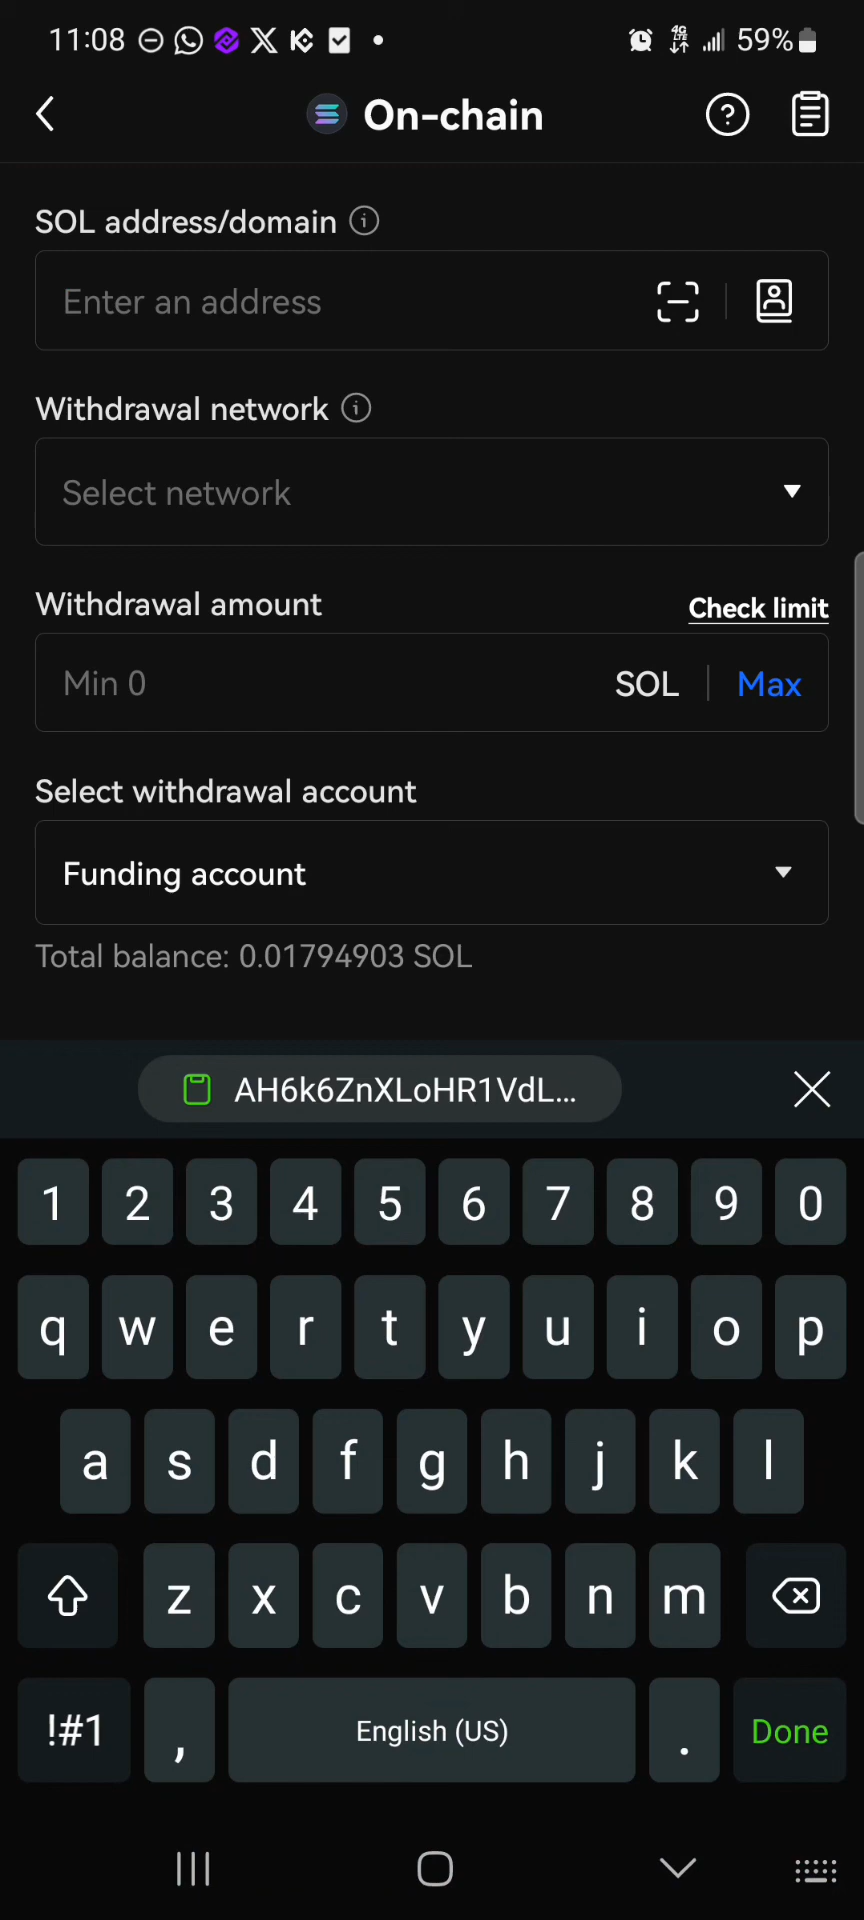 11:08 59%
On-chain
SOL address/domain
Enter an address
Withdrawal network
Select network
Withdrawal amount Check limit
Min 0 SOL Max
Select withdrawal account
Funding account
Total balance: 0.01794903 SOL
AH6k6ZnXLoHR1VdL...
1 2 3 4 5 6 7 8 9 0
q w e r t y u i o p
a s d f g h j k l
z x c v b n m
!#1 , English (US) . Done